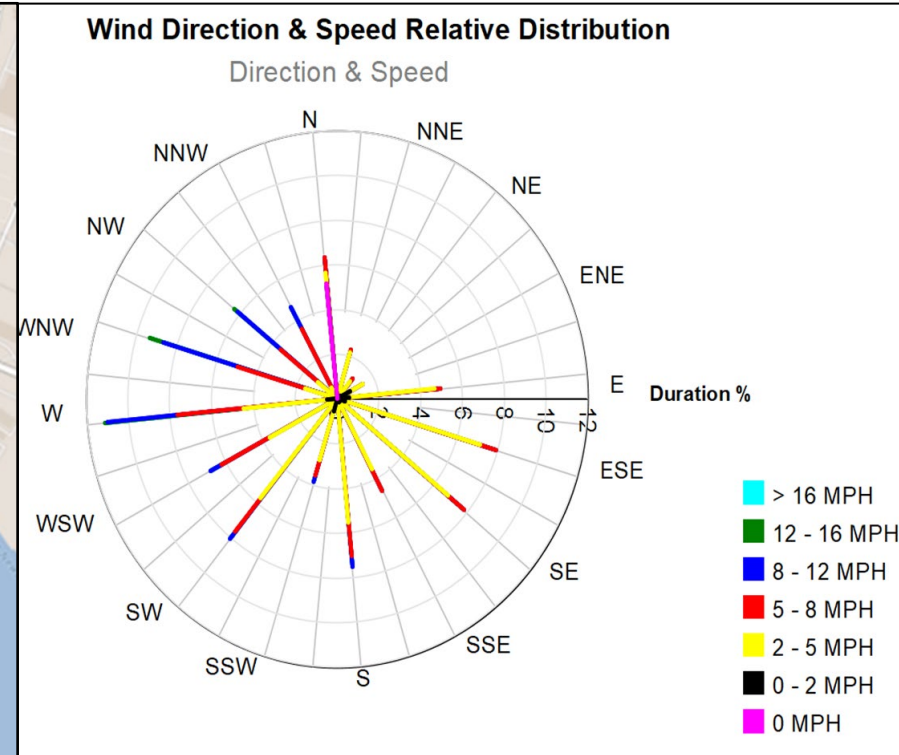 Wind Direction & Speed Relative Distribution
Direction & Speed
N
NNE
NNW
NE
NW
ENE
WNW
E
Duration %
W
2
4
6
8
10
12
ESE
WSW
SE
SW
SSE
SSW
S
> 16 MPH
12 - 16 MPH
8 - 12 MPH
5 - 8 MPH
2 - 5 MPH
0 - 2 MPH
0 MPH